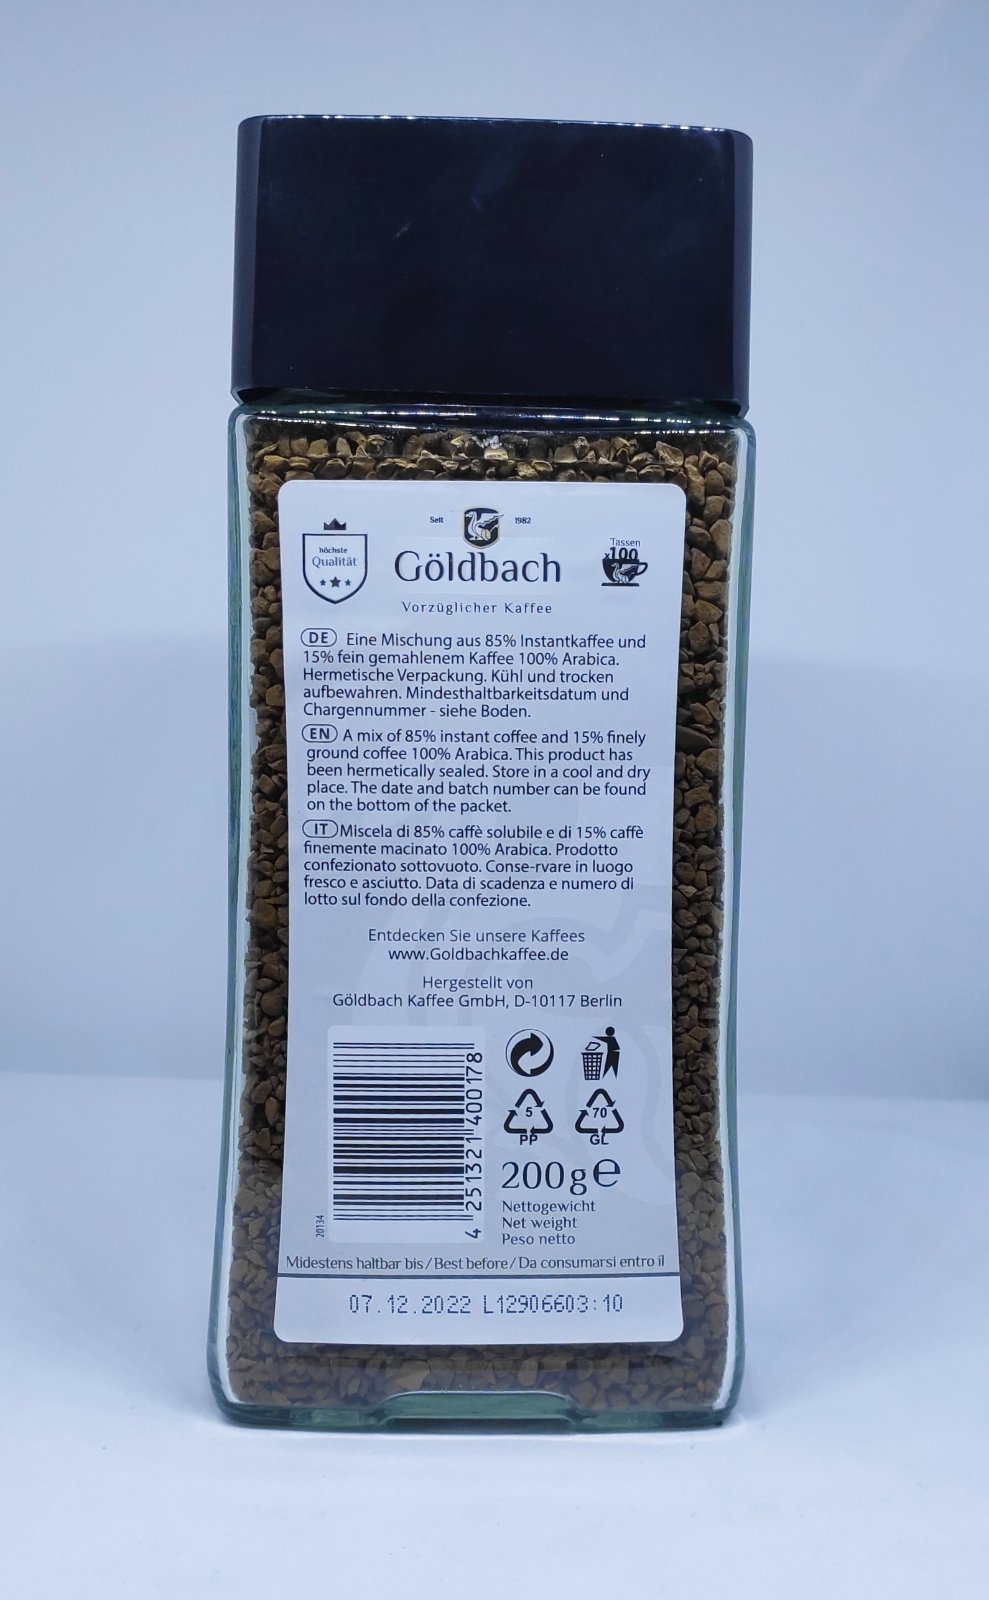 Seit 1982
höchste
Qualität
Göldbach
Tassen
x100
Vorzüglicher Kaffee
DE Eine Mischung aus 85% Instantkaffee und
15% fein gemahlenem Kaffee 100% Arabica.
Hermetische Verpackung. Kühl und trocken
aufbewahren. Mindesthaltbarkeitsdatum und
Chargennummer - siehe Boden.
EN A mix of 85% instant coffee and 15% finely
ground coffee 100% Arabica. This product has
been hermetically sealed. Store in a cool and dry
place. The date and batch number can be found
on the bottom of the packet.
IT Miscela di 85% caffè solubile e di 15% caffè
finemente macinato 100% Arabica. Prodotto
confezionato sottovuoto. Conse-rvare in luogo
fresco e asciutto. Data di scadenza e numero di
lotto sul fondo della confezione.
Entdecken Sie unsere Kaffees
www.Goldbachkaffee.de
Hergestellt von
Göldbach Kaffee GmbH, D-10117 Berlin
20134
4 251321 400178
5
PP
70
GL
200g e
Nettogewicht
Net weight
Peso netto
Midestens haltbar bis / Best before / Da consumarsi entro il
07.12.2022 L12906603:10